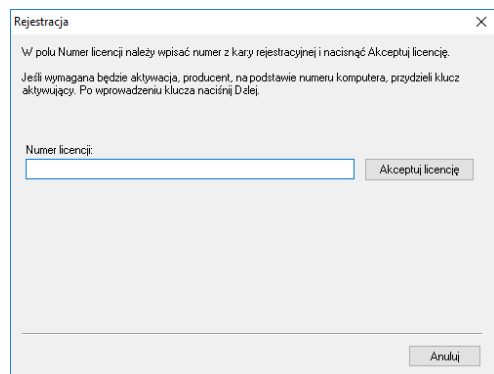 Rejestracja
W polu Numer licencji należy wpisać numer z karty rejestracyjnej i nacisnąć Akceptuj licencję.
Jeśli wymagana będzie aktywacja, producent, na podstawie numeru komputera, przydzieli klucz
aktywujący. Po wprowadzeniu klucza naciśnij Dalej.
Numer licencji:
Akceptuj licencję
Anuluj